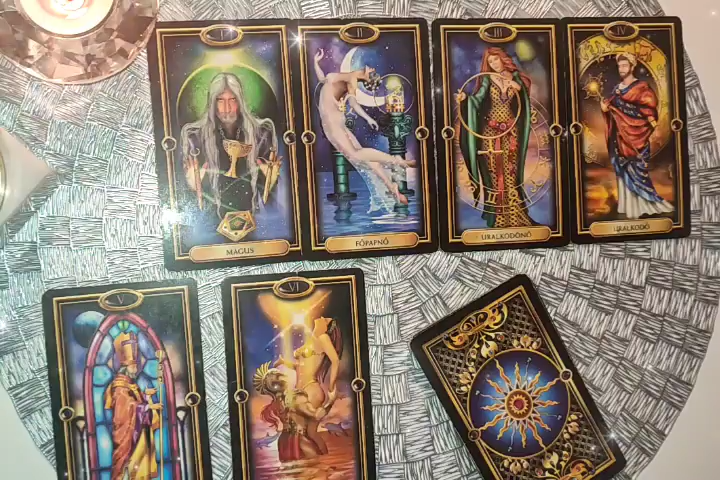 I
II
III
IV
MAGUS
FŐPAPNŐ
URALKODÓNŐ
URALKODÓ
V
VI